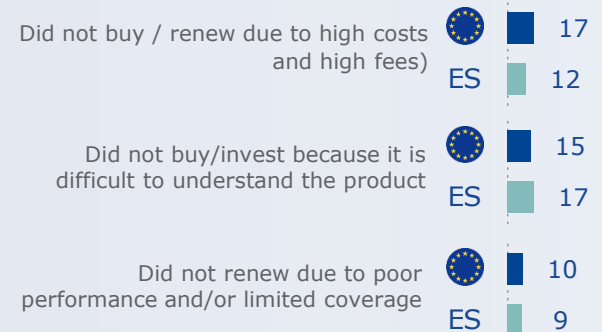 Did not buy / renew due to high costs
and high fees)
17
ES 12
Did not buy/invest because it is
difficult to understand the product
15
ES 17
Did not renew due to poor
performance and/or limited coverage
10
ES 9